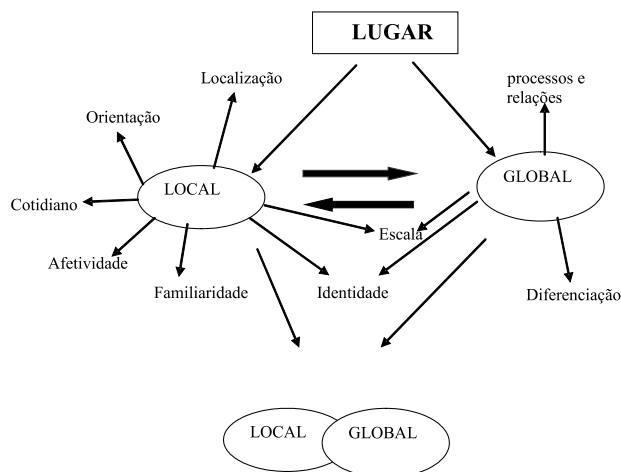 LUGAR
Localização
processos e
relações
Orientação
LOCAL
GLOBAL
Cotidiano
Escala
Afetividade
Familiaridade
Identidade
Diferenciação
LOCAL
GLOBAL